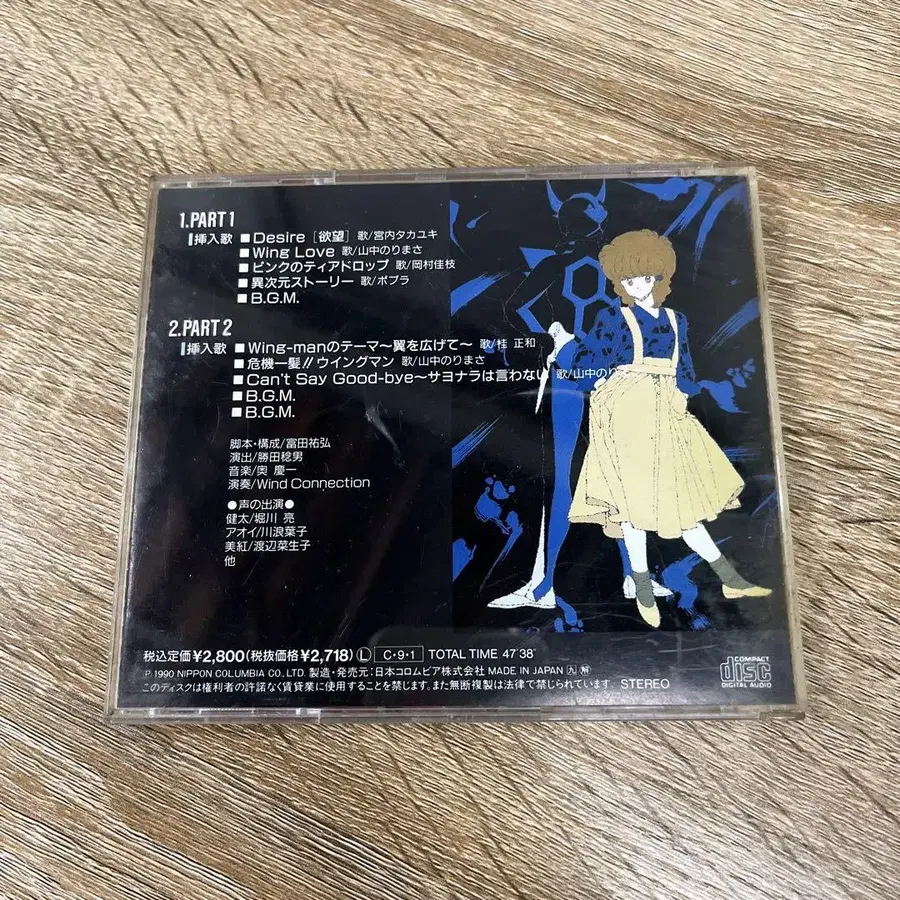 1.PART1
挿入歌 ■ Desire [欲望] 歌/宮内タカユキ
■ Wing Love 歌/山中のりまさ
■ ピンクのティアドロップ 歌/岡村佳枝
■ 異次元ストーリー 歌/ポプラ
■ B.G.M.
2.PART2
挿入歌 ■ Wing-manのテーマ〜翼を広げて〜 歌/桂 正和
■ 危機一髪!!ウイングマン 歌/山中のりまさ
■ Can't Say Good-bye〜サヨナラは言わない 歌/山中のり
■ B.G.M.
■ B.G.M.
脚本・構成/富田祐弘
演出/勝田稔男
音楽/奥 慶一
演奏/Wind Connection
●声の出演●
健太/堀川 亮
アオイ/川浪葉子
美紅/渡辺菜生子
他
税込定価¥2,800(税抜価格¥2,718) Ⓛ C・9・1 TOTAL TIME 47'38"
℗ 1990 NIPPON COLUMBIA CO., LTD. 製造・発売元:日本コロムビア株式会社 MADE IN JAPAN 九 解
このディスクは権利者の許諾なく賃貸業に使用することを禁じます。また無断複製は法律で禁じられています。 STEREO
COMPACT
disc
DIGITAL AUDIO